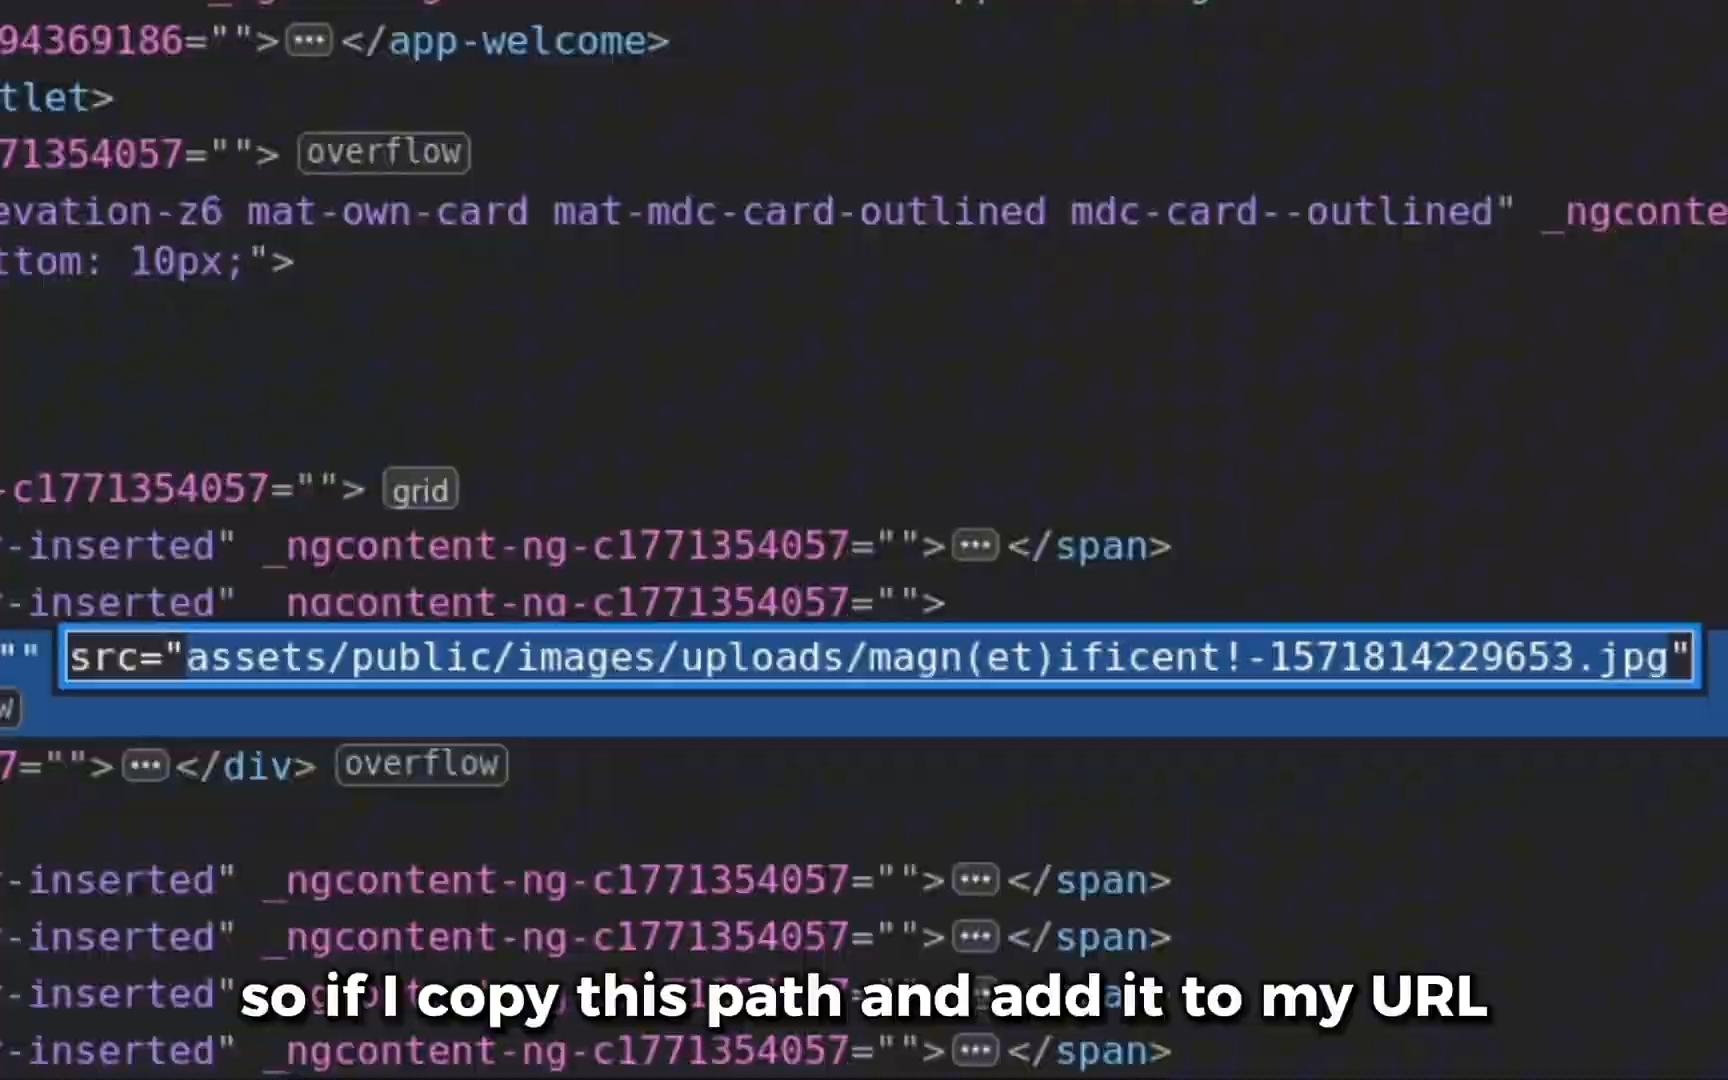 94369186="">···</app-welcome>
tlet>
71354057=""> overflow
evation-z6 mat-own-card mat-mdc-card-outlined mdc-card--outlined" _ngconte
ttom: 10px;">
-c1771354057=""> grid
-inserted" _ngcontent-ng-c1771354057="">···</span>
-inserted" _ngcontent-ng-c1771354057="">
"" src="assets/public/images/uploads/magn(et)ificent!-1571814229653.jpg"
w
7="">···</div> overflow
-inserted" _ngcontent-ng-c1771354057="">···</span>
-inserted" _ngcontent-ng-c1771354057="">···</span>
-inserted"
so if I copy this path and add it to my URL
-inserted" _ngcontent-ng-c1771354057="">···</span>